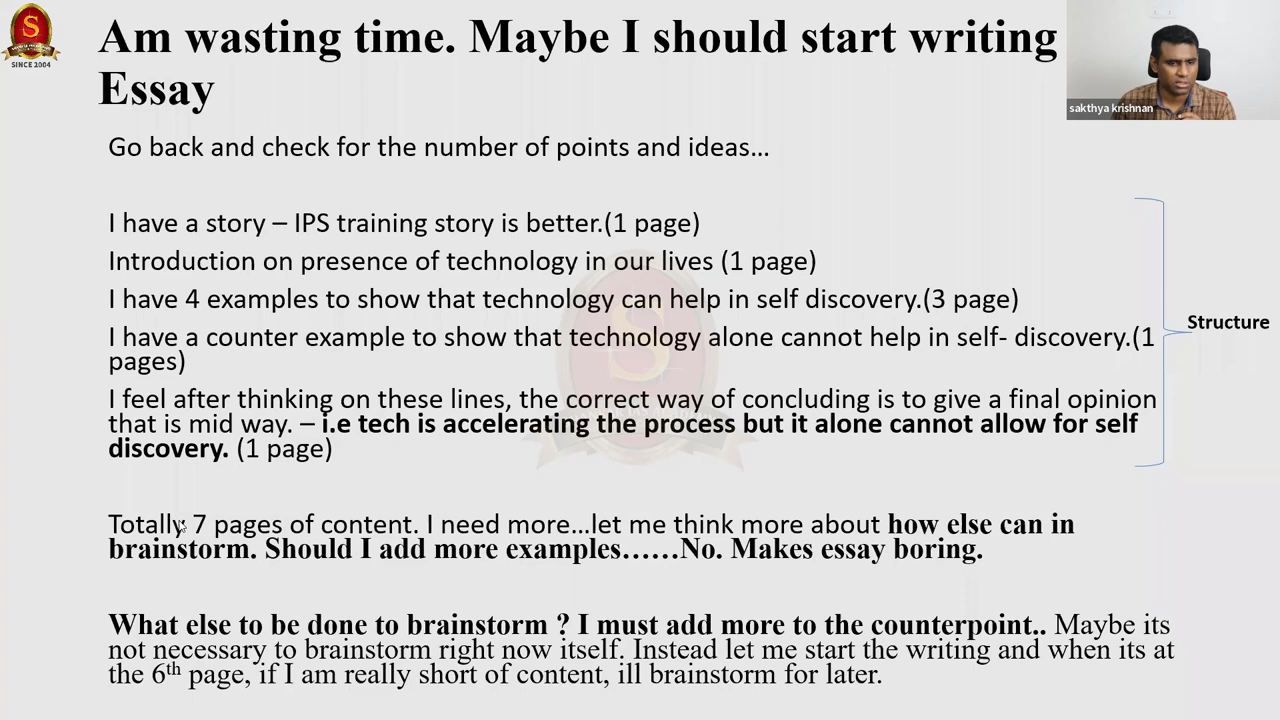 S
SINCE 2004
Am wasting time. Maybe I should start writing
Essay
sakthya krishnan
Go back and check for the number of points and ideas...
I have a story – IPS training story is better.(1 page)
Introduction on presence of technology in our lives (1 page)
I have 4 examples to show that technology can help in self discovery.(3 page)
I have a counter example to show that technology alone cannot help in self- discovery.(1
pages)
I feel after thinking on these lines, the correct way of concluding is to give a final opinion
that is mid way. – i.e tech is accelerating the process but it alone cannot allow for self
discovery. (1 page)
Structure
Totally 7 pages of content. I need more...let me think more about how else can in
brainstorm. Should I add more examples......No. Makes essay boring.
What else to be done to brainstorm ? I must add more to the counterpoint.. Maybe its
not necessary to brainstorm right now itself. Instead let me start the writing and when its at
the 6th page, if I am really short of content, ill brainstorm for later.